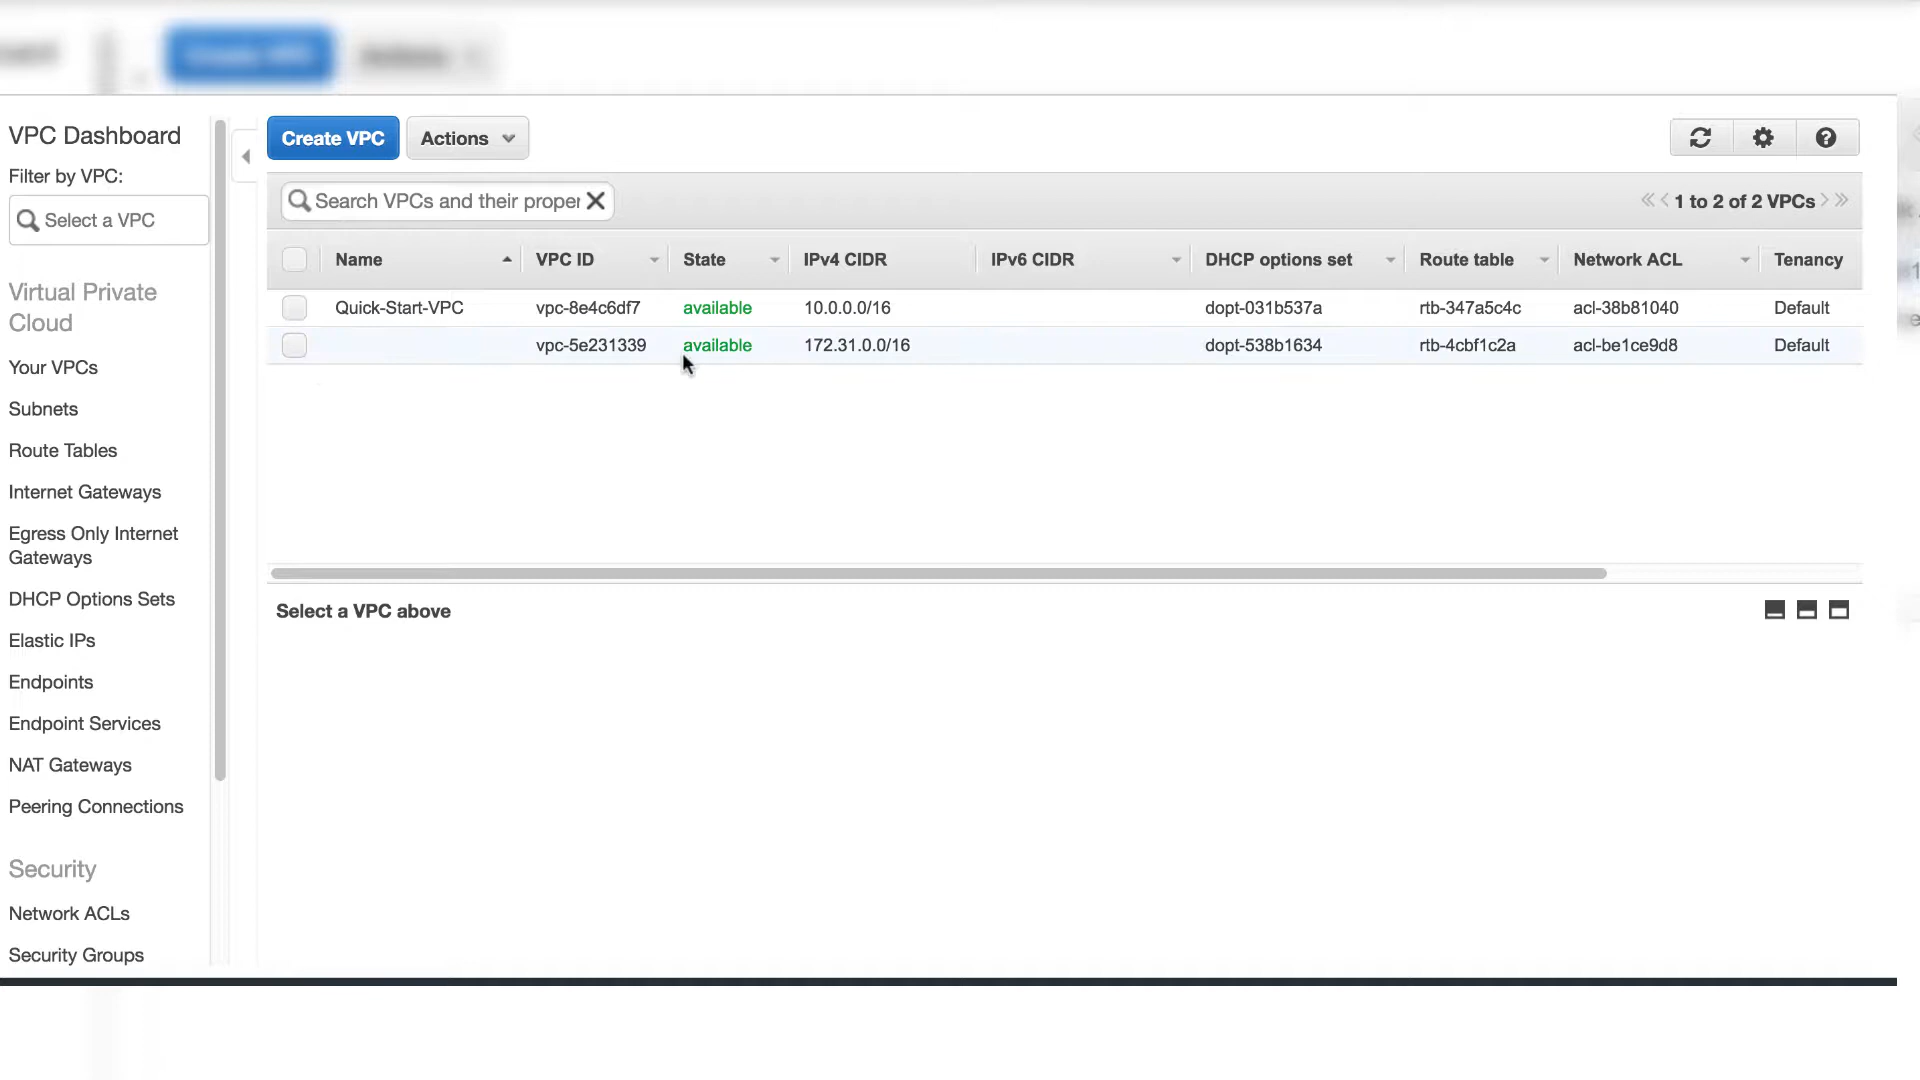 VPC Dashboard
Filter by VPC:
Select a VPC
Virtual Private
Cloud
Your VPCs
Subnets
Route Tables
Internet Gateways
Egress Only Internet
Gateways
DHCP Options Sets
Elastic IPs
Endpoints
Endpoint Services
NAT Gateways
Peering Connections
Security
Network ACLs
Security Groups
Create VPC Actions
Search VPCs and their proper
1 to 2 of 2 VPCs
Name VPC ID State IPv4 CIDR IPv6 CIDR DHCP options set Route table Network ACL Tenancy
Quick-Start-VPC vpc-8e4c6df7 available 10.0.0.0/16 dopt-031b537a rtb-347a5c4c acl-38b81040 Default
vpc-5e231339 available 172.31.0.0/16 dopt-538b1634 rtb-4cbf1c2a acl-be1ce9d8 Default
Select a VPC above